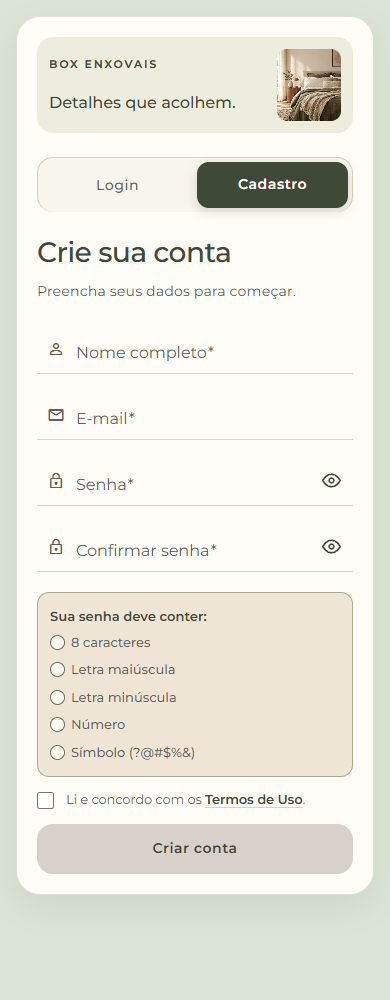 BOX ENXOVAIS
Detalhes que acolhem.
Login
Cadastro
Crie sua conta
Preencha seus dados para começar.
Nome completo*
E-mail*
Senha*
Confirmar senha*
Sua senha deve conter:
8 caracteres
Letra maiúscula
Letra minúscula
Número
Símbolo (?@#$%&)
Li e concordo com os Termos de Uso.
Criar conta